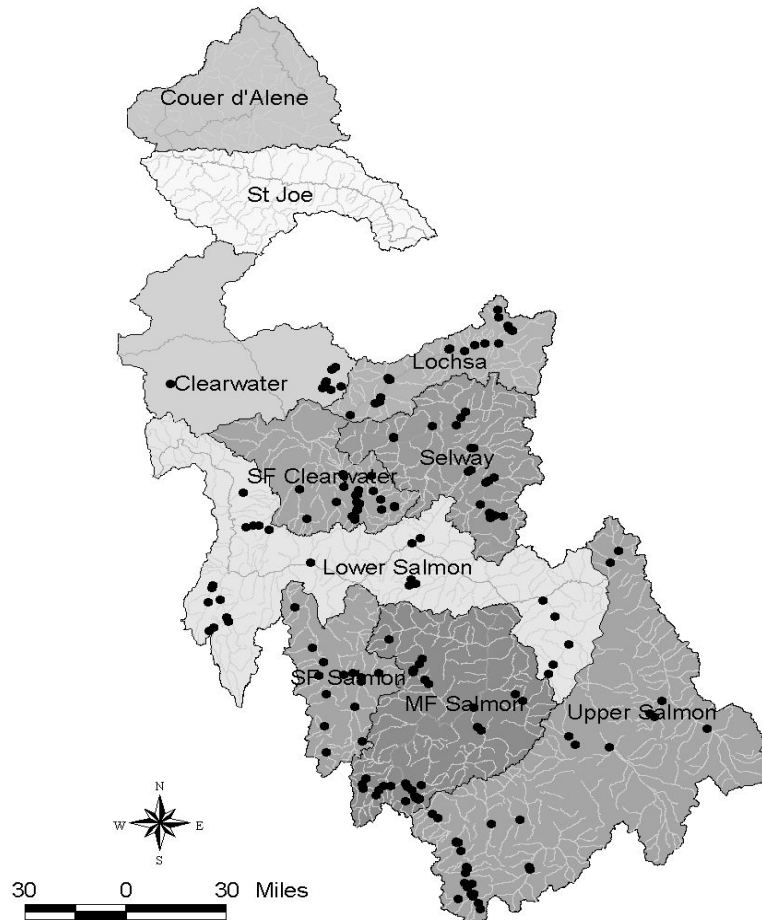 Couer d'Alene
St Joe
Lochsa
Clearwater
Selway
SF Clearwater
Lower Salmon
SF Salmon
MF Salmon
Upper Salmon
N
W E
S
30 0 30 Miles